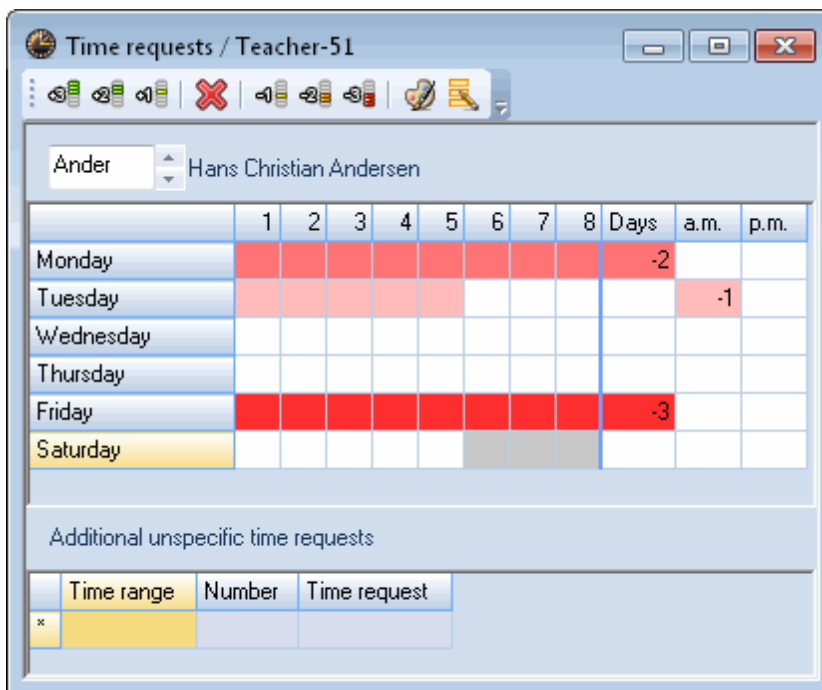 Time requests / Teacher-51
Ander Hans Christian Andersen
1 2 3 4 5 6 7 8 Days a.m. p.m.
Monday -2
Tuesday -1
Wednesday
Thursday
Friday -3
Saturday
Additional unspecific time requests
Time range Number Time request
*